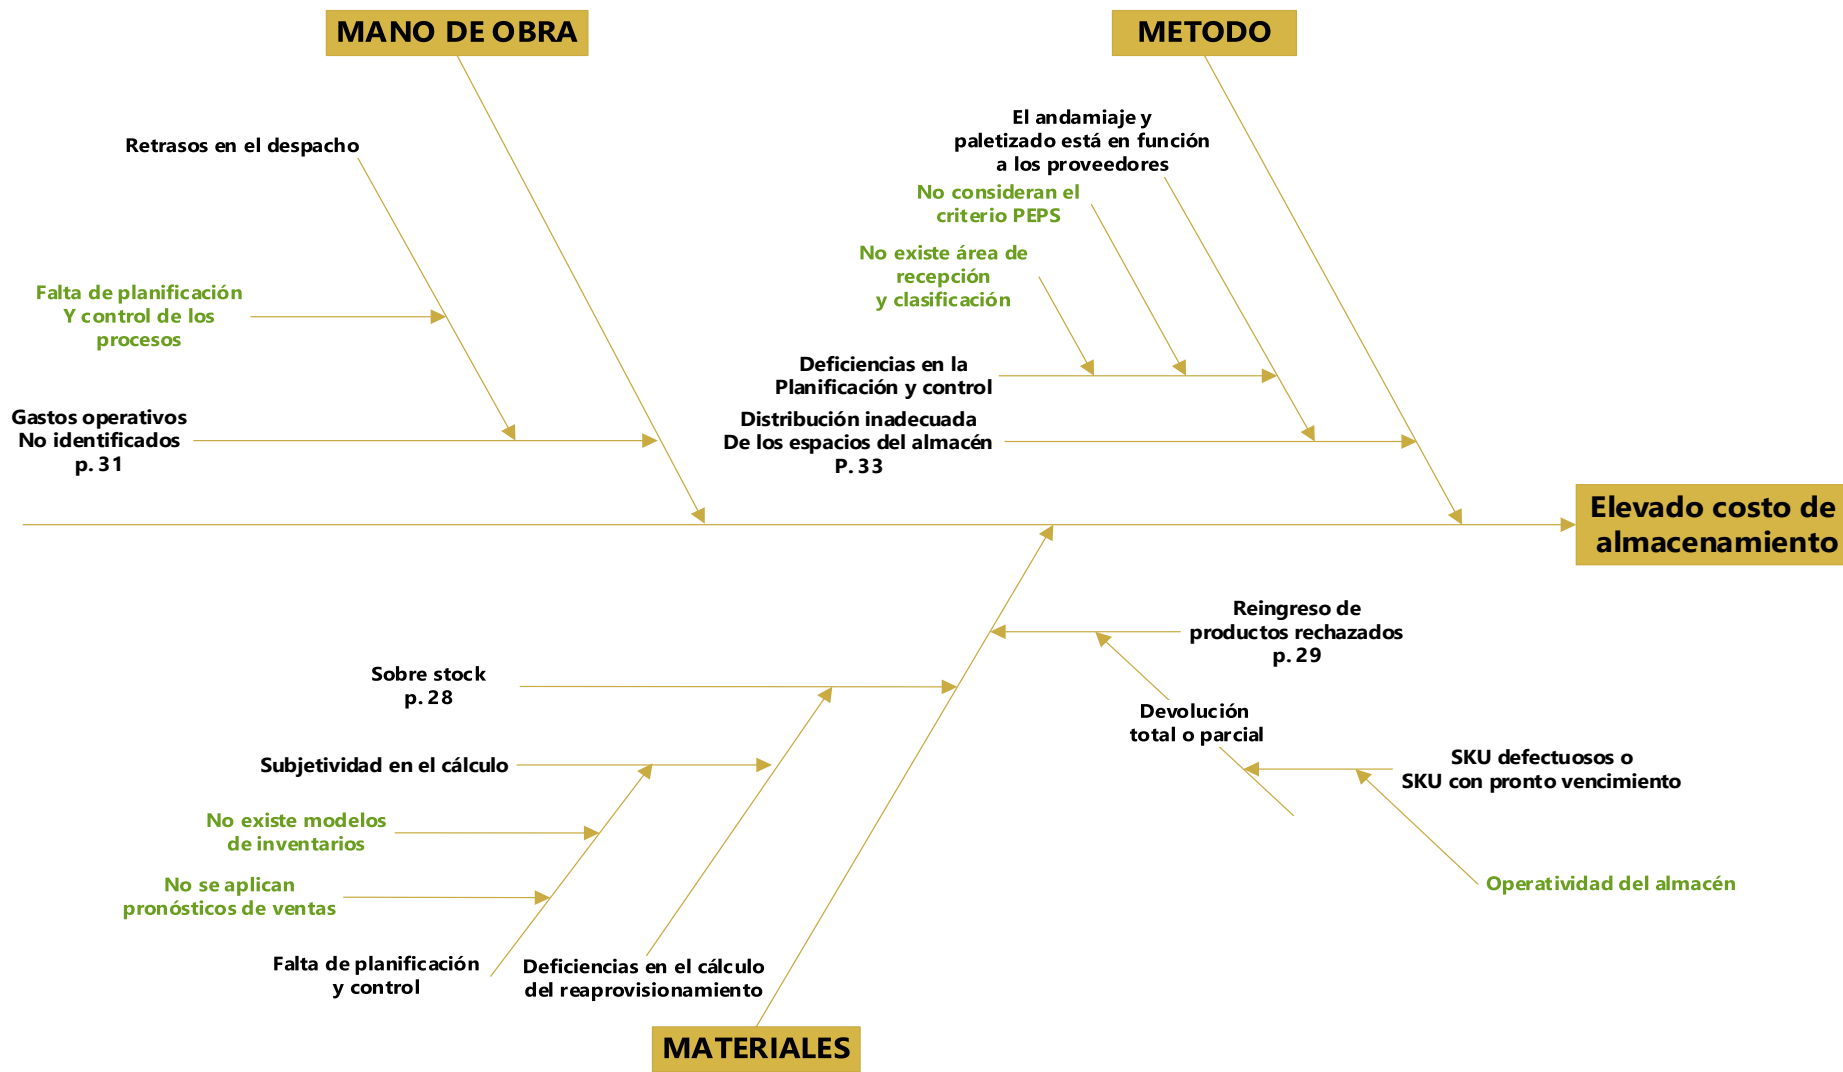 MANO DE OBRA
METODO
El andamiaje y
paletizado está en función
a los proveedores
Retrasos en el despacho
No consideran el
criterio PEPS
No existe área de
recepción
y clasificación
Falta de planificación
Y control de los
procesos
Deficiencias en la
Planificación y control
Gastos operativos
No identificados
p. 31
Distribución inadecuada
De los espacios del almacén
P. 33
Elevado costo de
almacenamiento
Reingreso de
productos rechazados
p. 29
Sobre stock
p. 28
Devolución
total o parcial
Subjetividad en el cálculo
SKU defectuosos o
SKU con pronto vencimiento
No existe modelos
de inventarios
No se aplican
pronósticos de ventas
Operatividad del almacén
Falta de planificación
y control
Deficiencias en el cálculo
del reaprovisionamiento
MATERIALES